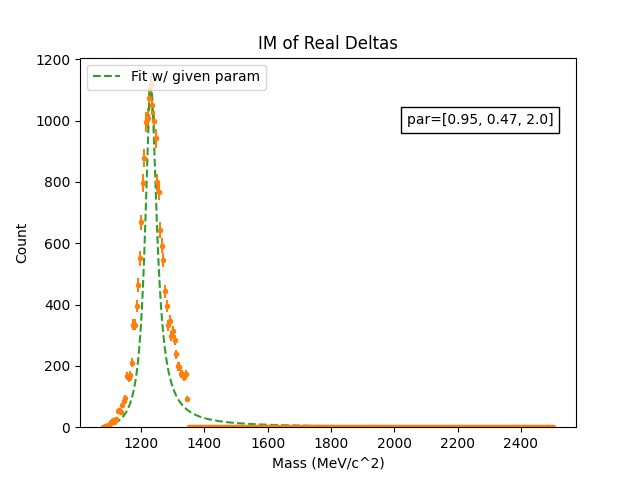 IM of Real Deltas
Fit w/ given param
par=[0.95, 0.47, 2.0]
Count
1200
1000
800
600
400
200
0
1200 1400 1600 1800 2000 2200 2400
Mass (MeV/c^2)